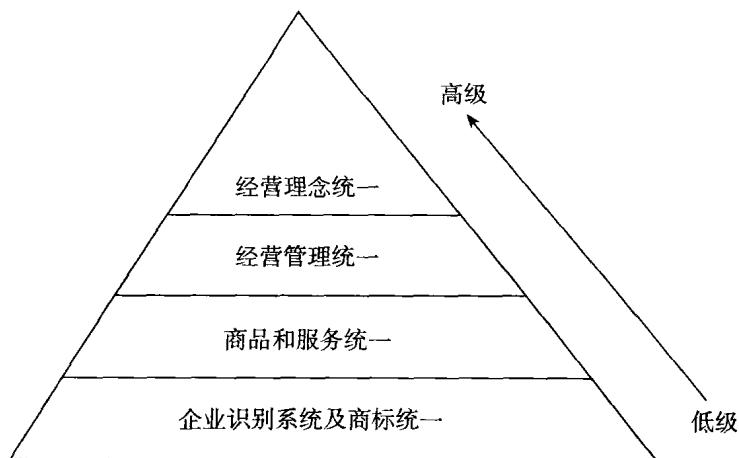 高级
经营理念统一
经营管理统一
商品和服务统一
企业识别系统及商标统一
低级